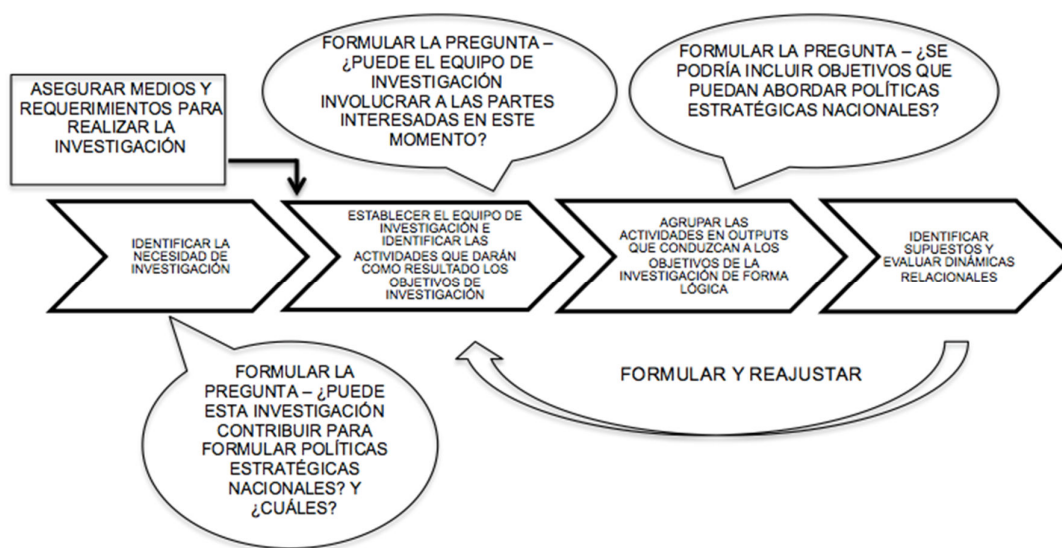 ASEGURAR MEDIOS Y
REQUERIMIENTOS PARA
REALIZAR LA
INVESTIGACIÓN
FORMULAR LA PREGUNTA –
¿PUEDE EL EQUIPO DE
INVESTIGACIÓN
INVOLUCRAR A LAS PARTES
INTERESADAS EN ESTE
MOMENTO?
FORMULAR LA PREGUNTA – ¿SE
PODRÍA INCLUIR OBJETIVOS QUE
PUEDAN ABORDAR POLÍTICAS
ESTRATÉGICAS NACIONALES?
IDENTIFICAR LA
NECESIDAD DE
INVESTIGACIÓN
ESTABLECER EL EQUIPO DE
INVESTIGACIÓN E
IDENTIFICAR LAS
ACTIVIDADES QUE DARÁN
COMO RESULTADO LOS
OBJETIVOS DE
INVESTIGACIÓN
AGRUPAR LAS
ACTIVIDADES EN OUTPUTS
QUE CONDUZCAN A LOS
OBJETIVOS DE LA
INVESTIGACIÓN DE FORMA
LÓGICA
IDENTIFICAR
SUPUESTOS Y
EVALUAR DINÁMICAS
RELACIONALES
FORMULAR LA
PREGUNTA – ¿PUEDE
ESTA INVESTIGACIÓN
CONTRIBUIR PARA
FORMULAR POLÍTICAS
ESTRATÉGICAS
NACIONALES? Y
¿CUÁLES?
FORMULAR Y REAJUSTAR